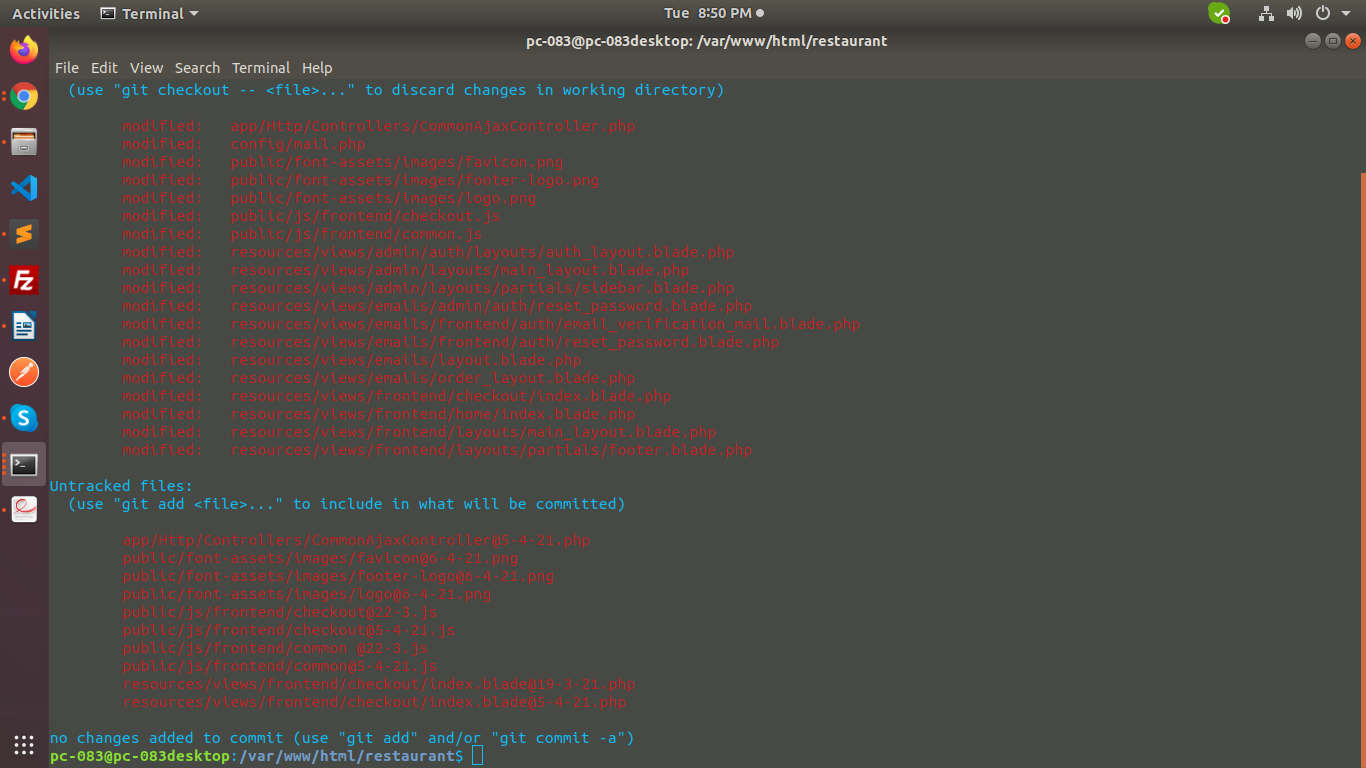 Activities Terminal Tue 8:50 PM
pc-083@pc-083desktop: /var/www/html/restaurant
File Edit View Search Terminal Help
(use "git checkout -- <file>..." to discard changes in working directory)
modified: app/Http/Controllers/CommonAjaxController.php
modified: config/mail.php
modified: public/font-assets/images/favicon.png
modified: public/font-assets/images/footer-logo.png
modified: public/font-assets/images/logo.png
modified: public/js/frontend/checkout.js
modified: public/js/frontend/common.js
modified: resources/views/admin/auth/layouts/auth_layout.blade.php
modified: resources/views/admin/layouts/main_layout.blade.php
modified: resources/views/admin/layouts/partials/sidebar.blade.php
modified: resources/views/emails/admin/auth/reset_password.blade.php
modified: resources/views/emails/frontend/auth/email_verification_mail.blade.php
modified: resources/views/emails/frontend/auth/reset_password.blade.php
modified: resources/views/emails/layout.blade.php
modified: resources/views/emails/order_layout.blade.php
modified: resources/views/frontend/checkout/index.blade.php
modified: resources/views/frontend/home/index.blade.php
modified: resources/views/frontend/layouts/main_layout.blade.php
modified: resources/views/frontend/layouts/partials/footer.blade.php
Untracked files:
(use "git add <file>..." to include in what will be committed)
app/Http/Controllers/CommonAjaxController@5-4-21.php
public/font-assets/images/favicon@6-4-21.png
public/font-assets/images/footer-logo@6-4-21.png
public/font-assets/images/logo@6-4-21.png
public/js/frontend/checkout@22-3.js
public/js/frontend/checkout@5-4-21.js
public/js/frontend/common @22-3.js
public/js/frontend/common@5-4-21.js
resources/views/frontend/checkout/index.blade@19-3-21.php
resources/views/frontend/checkout/index.blade@5-4-21.php
no changes added to commit (use "git add" and/or "git commit -a")
pc-083@pc-083desktop:/var/www/html/restaurant$